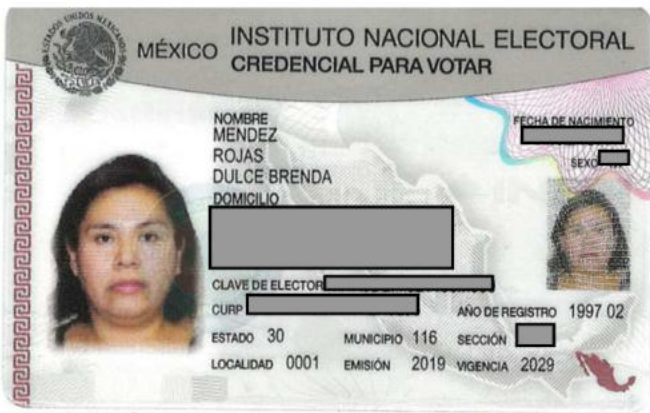 MÉXICO INSTITUTO NACIONAL ELECTORAL
CREDENCIAL PARA VOTAR
NOMBRE
MENDEZ
ROJAS
DULCE BRENDA
DOMICILIO
FECHA DE NACIMIENTO
SEXO
CLAVE DE ELECTOR
CURP
AÑO DE REGISTRO 1997 02
ESTADO 30 MUNICIPIO 116 SECCIÓN
LOCALIDAD 0001 EMISIÓN 2019 VIGENCIA 2029
ESTADOS UNIDOS MEXICANOS